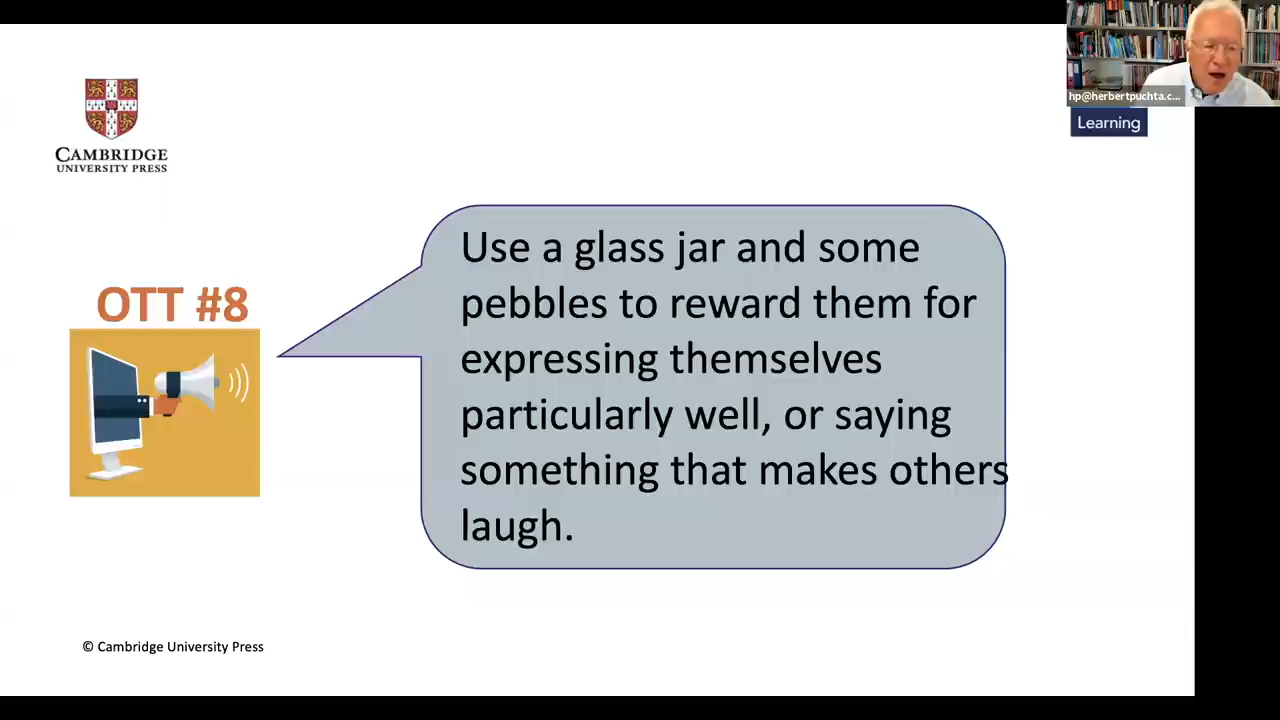 hp@herbertpuchta.c...
Learning
CAMBRIDGE
UNIVERSITY PRESS
OTT #8
Use a glass jar and some
pebbles to reward them for
expressing themselves
particularly well, or saying
something that makes others
laugh.
© Cambridge University Press